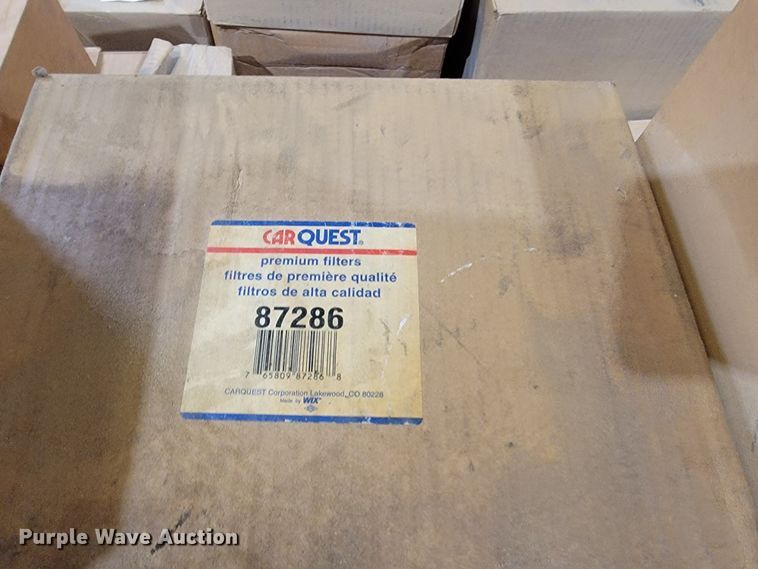 CARQUEST®
premium filters
filtres de première qualité
filtros de alta calidad
87286
7 65809 87286 8
CARQUEST Corporation Lakewood, CO 80228
Made by WIX™
Purple Wave Auction